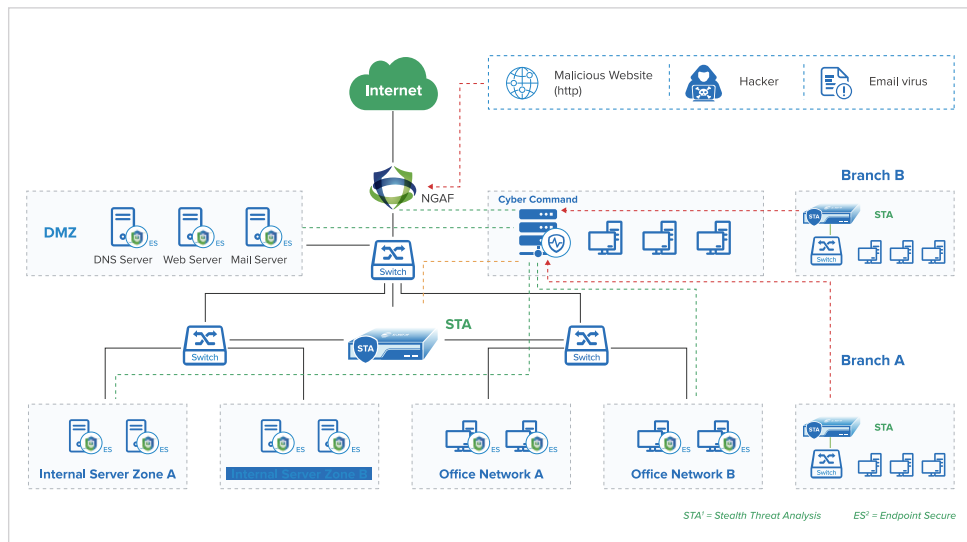 Internet
Malicious Website
(http)
Hacker
Email virus
NGAF
Cyber Command
Branch B
DMZ
ES
ES
ES
DNS Server
Web Server
Mail Server
STA
STA
Switch
Switch
STA
STA
Switch
Switch
Branch A
STA
STA
Switch
ES
ES
Internal Server Zone A
ES
ES
Internal Server Zone B
ES
ES
Office Network A
ES
ES
Office Network B
STA¹ = Stealth Threat Analysis
ES² = Endpoint Secure